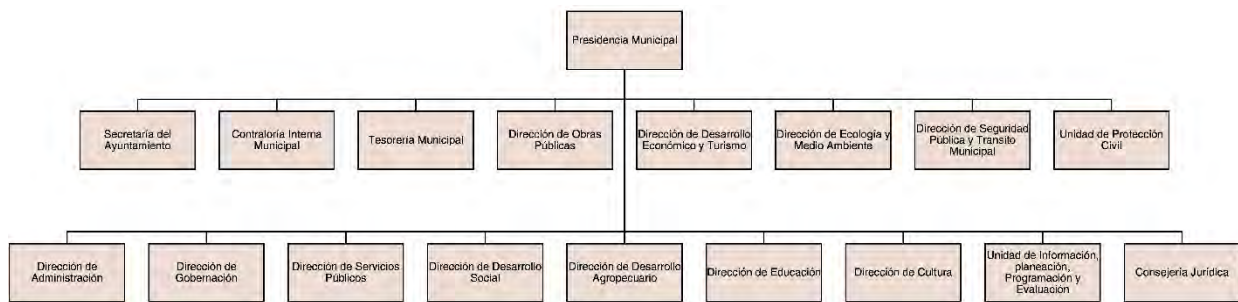 Presidencia Municipal
Secretaría del
Ayuntamiento
Contraloría Interna
Municipal
Tesorería Municipal
Dirección de Obras
Públicas
Dirección de Desarrollo
Económico y Turismo
Dirección de Ecología y
Medio Ambiente
Dirección de Seguridad
Pública y Transito
Municipal
Unidad de Protección
Civil
Dirección de
Administración
Dirección de
Gobernación
Dirección de Servicios
Públicos
Dirección de Desarrollo
Social
Dirección de Desarrollo
Agropecuario
Dirección de Educación
Dirección de Cultura
Unidad de Información,
planeación,
Programación y
Evaluación
Consejería Jurídica